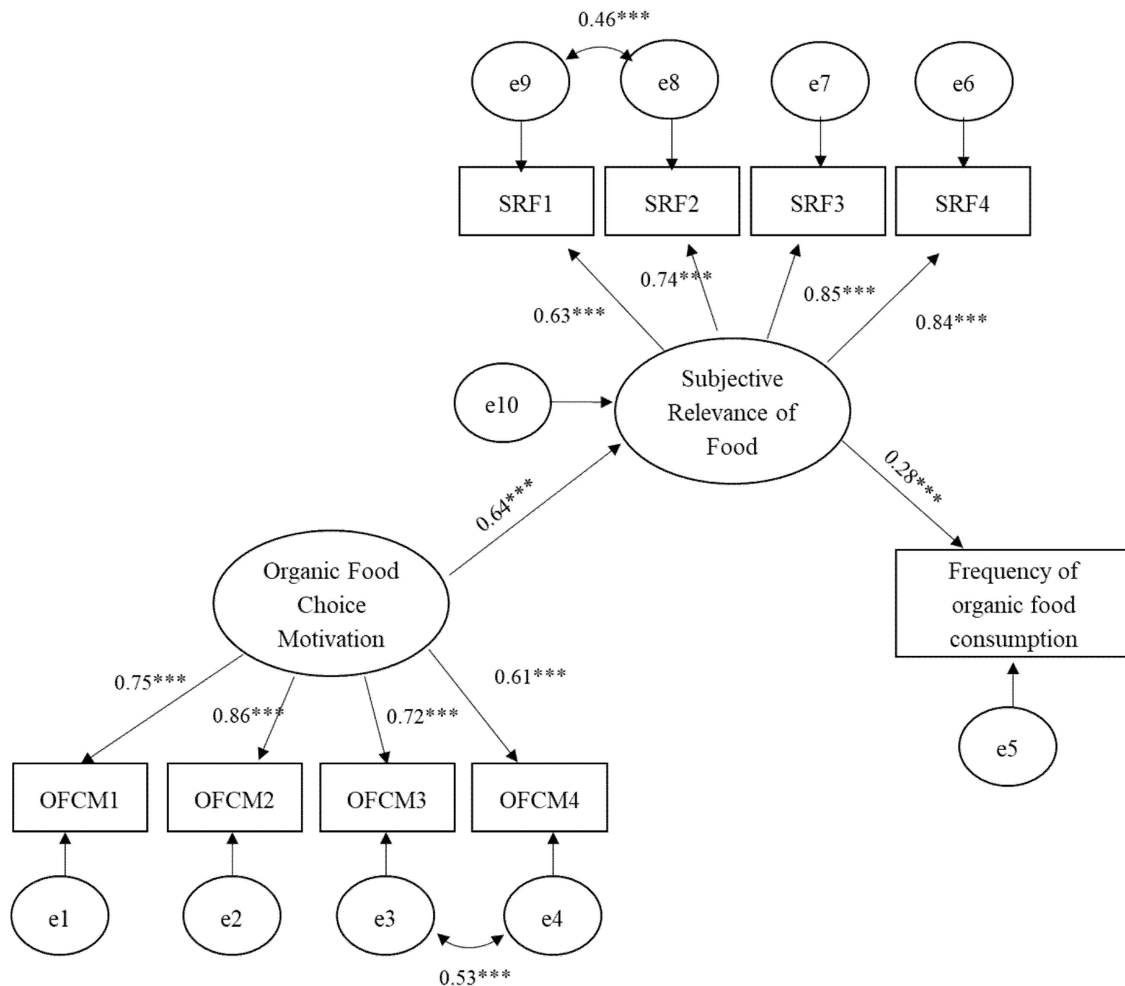 0.46***
e9
e8
e7
e6
SRF1
SRF2
SRF3
SRF4
0.63***
0.74***
0.85***
0.84***
e10
Subjective
Relevance of
Food
0.64***
0.28***
Organic Food
Choice
Motivation
Frequency of
organic food
consumption
0.75***
0.86***
0.72***
0.61***
e5
OFCM1
OFCM2
OFCM3
OFCM4
e1
e2
e3
e4
0.53***